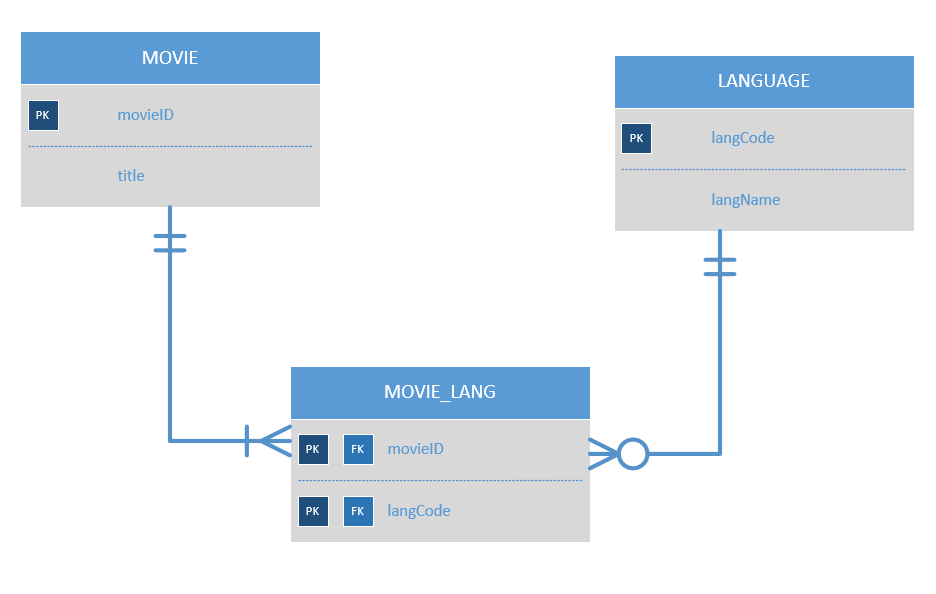 MOVIE
PK movieID
title
LANGUAGE
PK langCode
langName
MOVIE_LANG
PK FK movieID
PK FK langCode